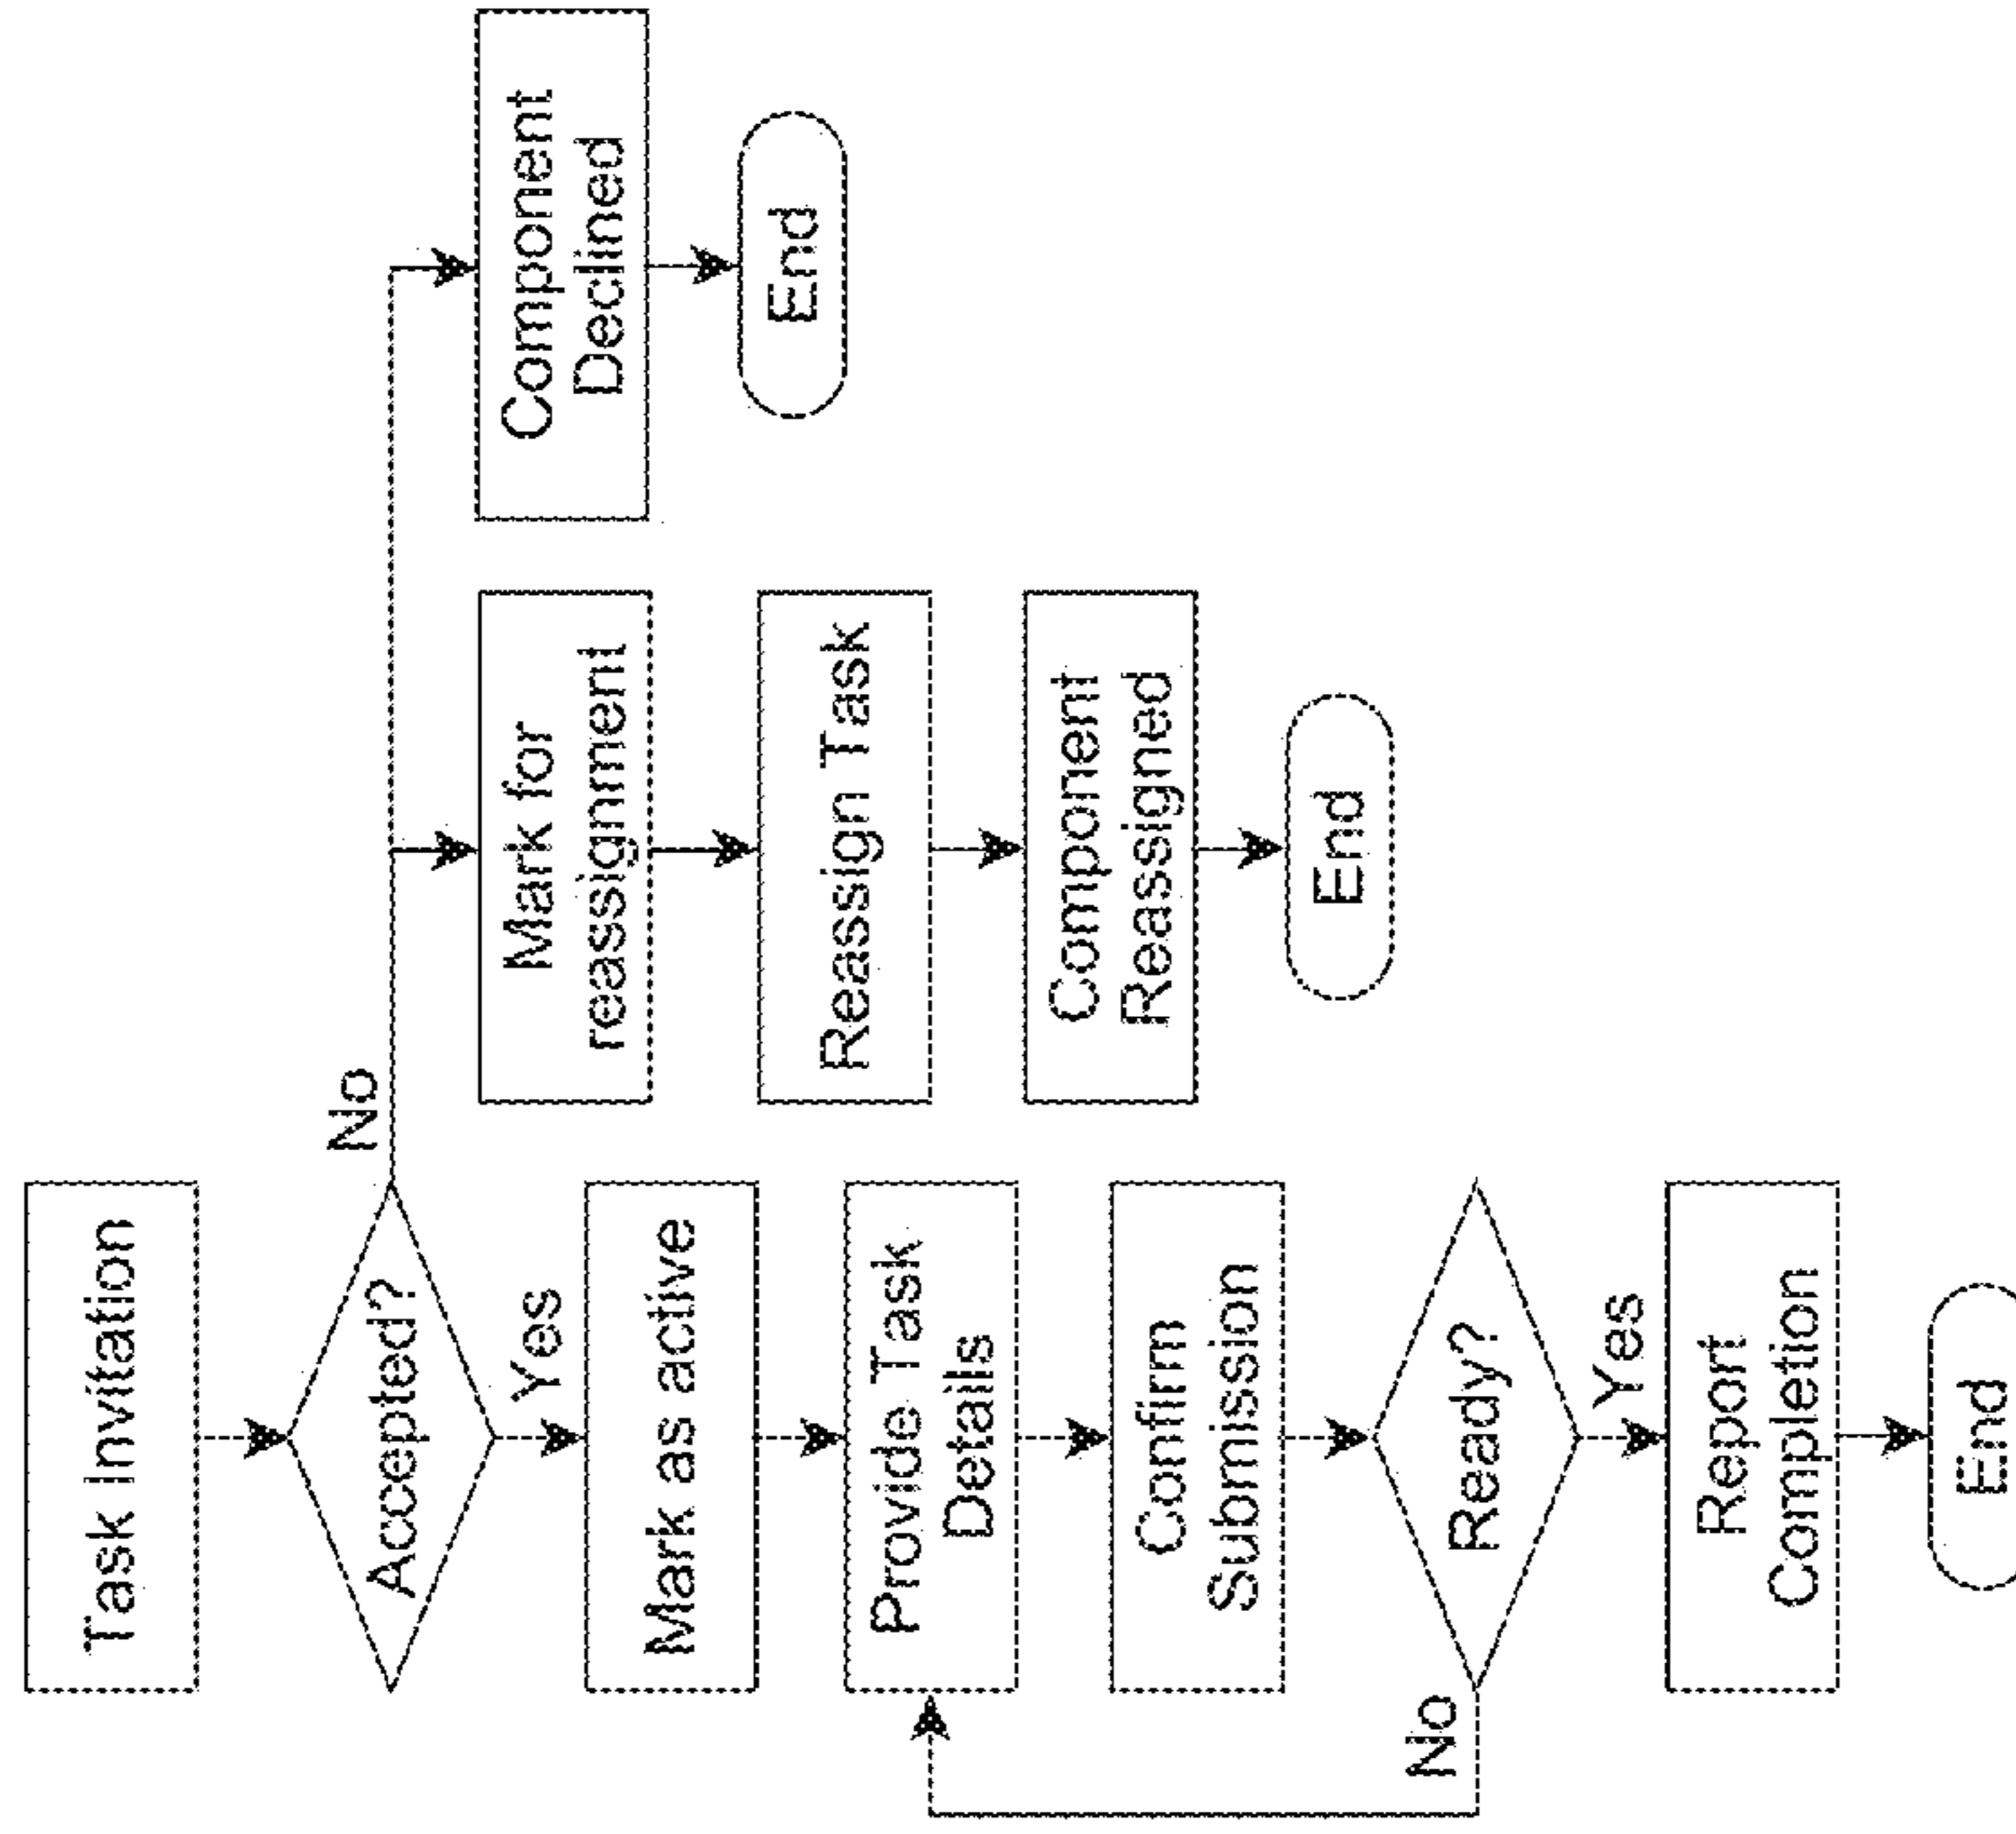 Task Invitation
Accepted?
No
Yes
Mark as active
Provide Task
Details
Confirm
Submission
Ready?
No
Yes
Report
Completion
End
Mark for
reassignment
Reassign Task
Component
Reassigned
End
Component
Declined
End